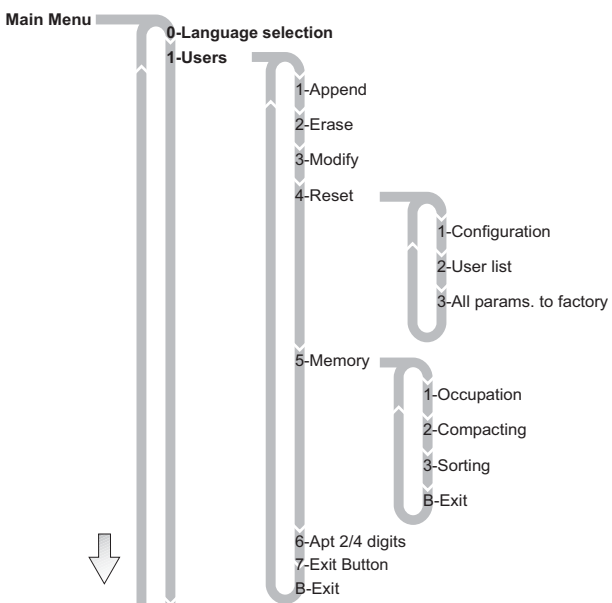 Main Menu
0-Language selection
1-Users
1-Append
2-Erase
3-Modify
4-Reset
1-Configuration
2-User list
3-All params. to factory
5-Memory
1-Occupation
2-Compacting
3-Sorting
B-Exit
6-Apt 2/4 digits
7-Exit Button
B-Exit